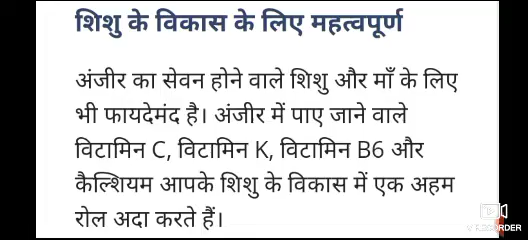 शिशु के विकास के लिए महत्वपूर्ण
अंजीर का सेवन होने वाले शिशु और माँ के लिए
भी फायदेमंद है। अंजीर में पाए जाने वाले
विटामिन C, विटामिन K, विटामिन B6 और
कैल्शियम आपके शिशु के विकास में एक अहम
रोल अदा करते हैं।